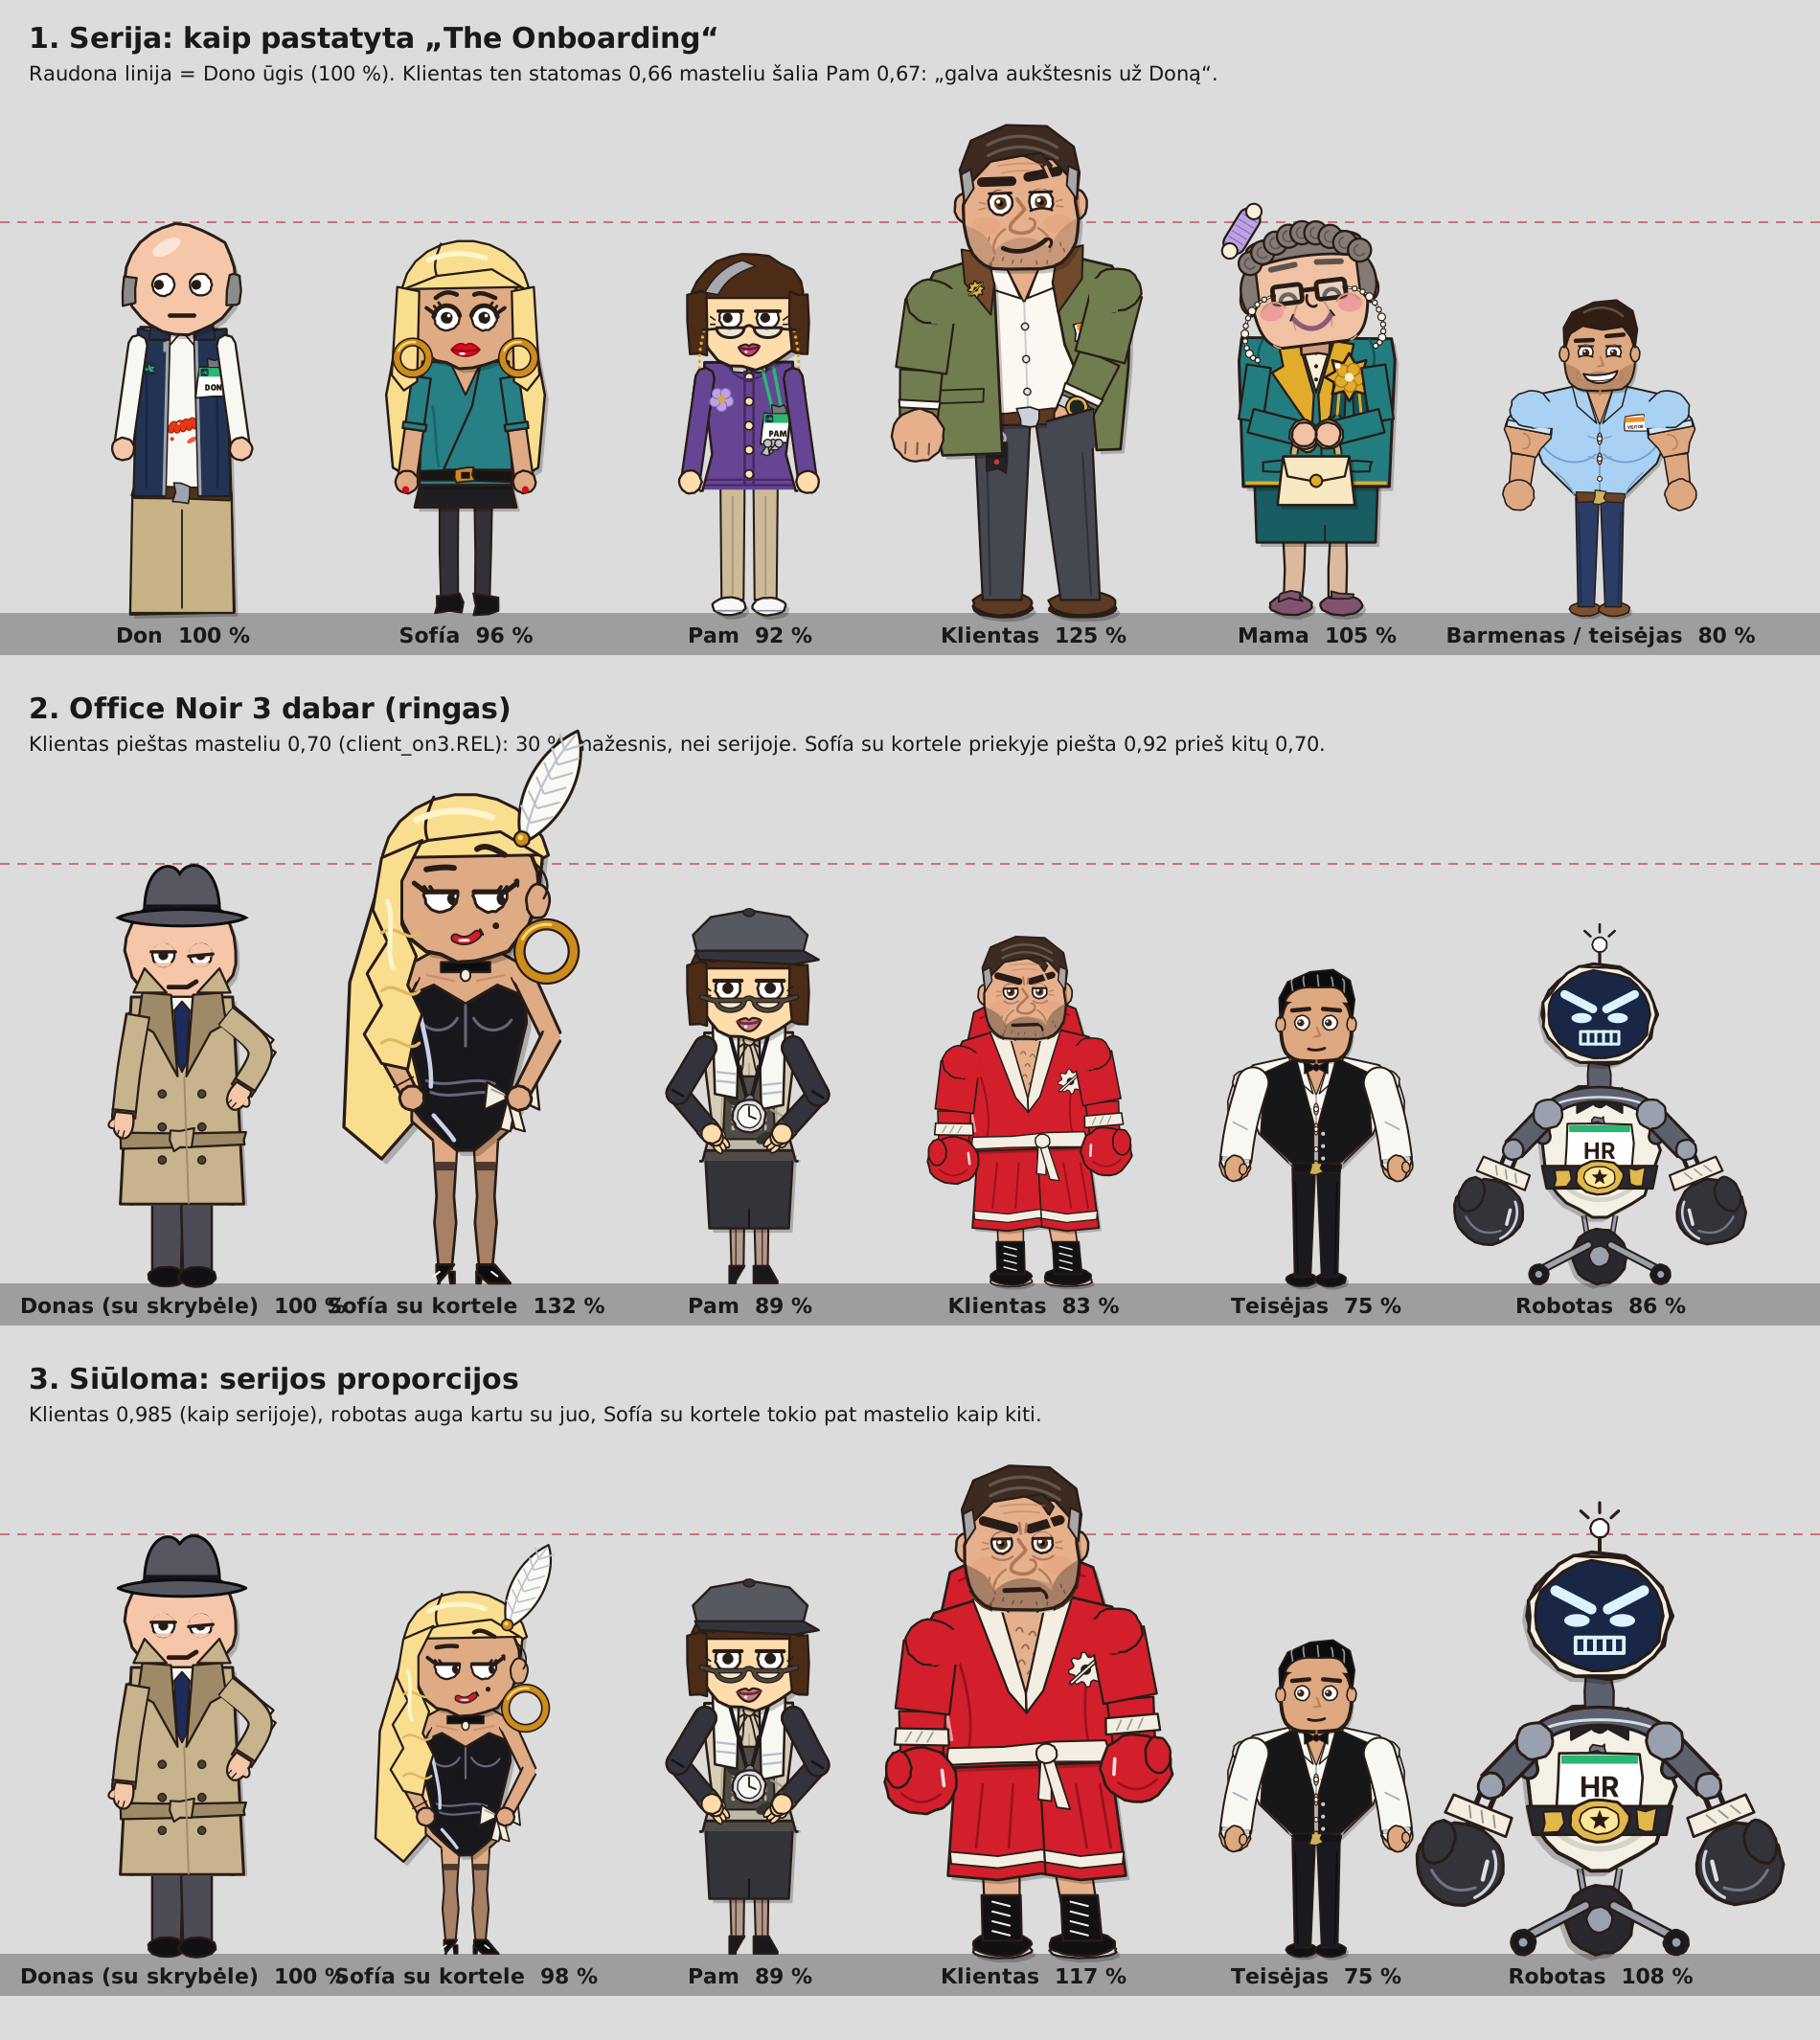 1. Serija: kaip pastatyta „The Onboarding“
Raudona linija = Dono ūgis (100 %). Klientas ten statomas 0,66 masteliu šalia Pam 0,67: „galva aukštesnis už Doną“.
DON
PAM
VISITOR
Don 100 %
Sofía 96 %
Pam 92 %
Klientas 125 %
Mama 105 %
Barmenas / teisėjas 80 %
2. Office Noir 3 dabar (ringas)
Klientas pieštas masteliu 0,70 (client_on3.REL): 30 % mažesnis, nei serijoje. Sofía su kortele priekyje piešta 0,92 prieš kitų 0,70.
HR
Donas (su skrybėle) 100 %
Sofía su kortele 132 %
Pam 89 %
Klientas 83 %
Teisėjas 75 %
Robotas 86 %
3. Siūloma: serijos proporcijos
Klientas 0,985 (kaip serijoje), robotas auga kartu su juo, Sofía su kortele tokio pat mastelio kaip kiti.
HR
Donas (su skrybėle) 100 %
Sofía su kortele 98 %
Pam 89 %
Klientas 117 %
Teisėjas 75 %
Robotas 108 %